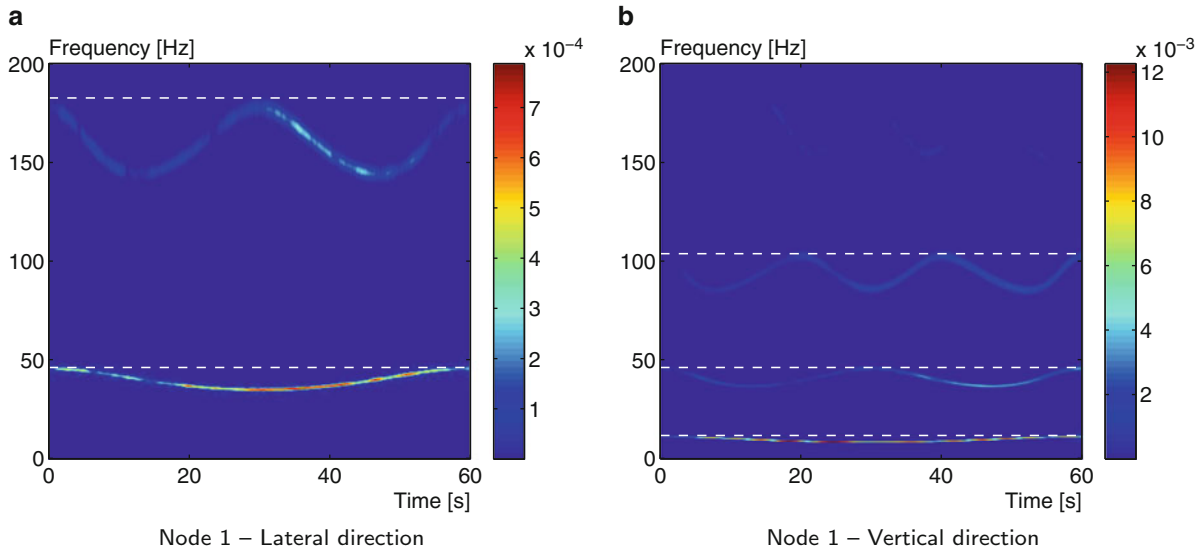 a
Frequency [Hz]
x 10⁻⁴
200
150
100
50
0
0 20 40 60
Time [s]
7
6
5
4
3
2
1
Node 1 – Lateral direction
b
Frequency [Hz]
x 10⁻³
200
150
100
50
0
0 20 40 60
Time [s]
12
10
8
6
4
2
Node 1 – Vertical direction